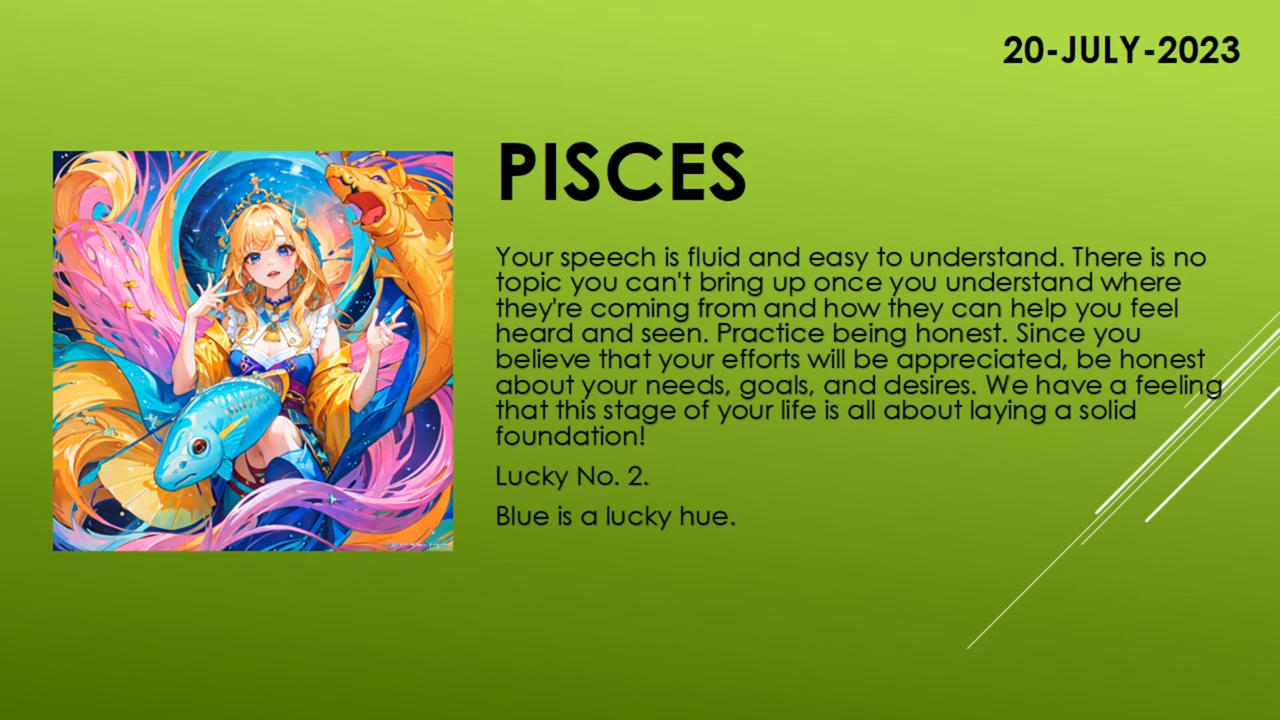 20-JULY-2023
PISCES
Your speech is fluid and easy to understand. There is no
topic you can't bring up once you understand where
they're coming from and how they can help you feel
heard and seen. Practice being honest. Since you
believe that your efforts will be appreciated, be honest
about your needs, goals, and desires. We have a feeling
that this stage of your life is all about laying a solid
foundation!
Lucky No. 2.
Blue is a lucky hue.